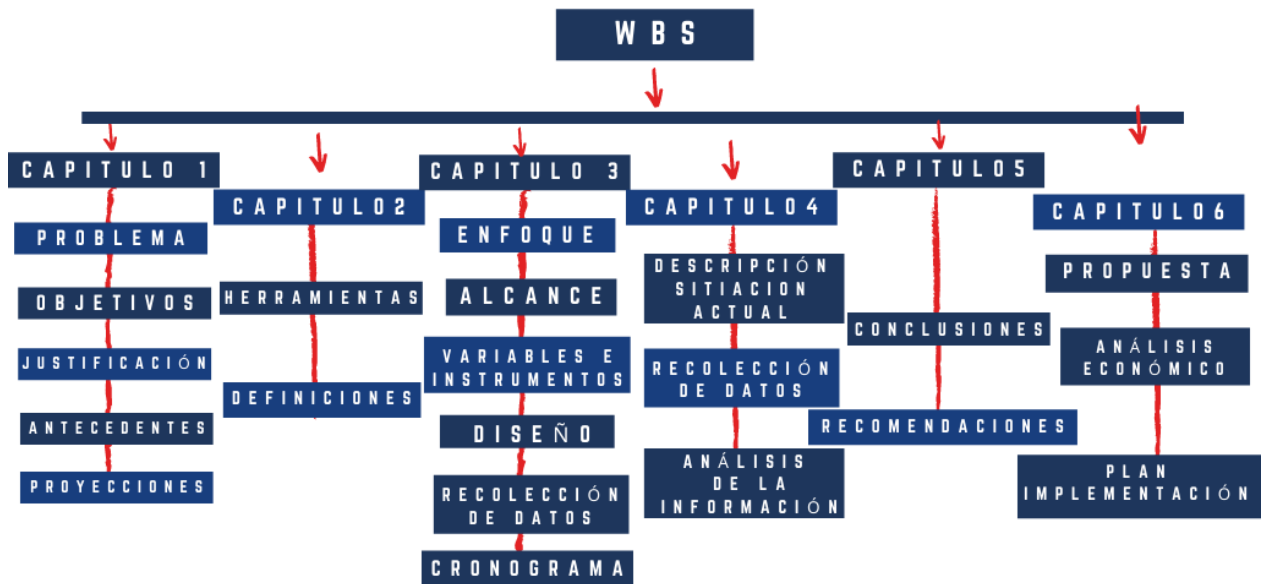 WBS
CAPITULO 1
PROBLEMA
OBJETIVOS
JUSTIFICACIÓN
ANTECEDENTES
PROYECCIONES
CAPITULO2
HERRAMIENTAS
DEFINICIONES
CAPITULO 3
ENFOQUE
ALCANCE
VARIABLES E
INSTRUMENTOS
DISEÑO
RECOLECCIÓN
DE DATOS
CRONOGRAMA
CAPITULO4
DESCRIPCIÓN
SITIACION
ACTUAL
RECOLECCIÓN
DE DATOS
ANÁLISIS
DE LA
INFORMACIÓN
CAPITULO5
CONCLUSIONES
RECOMENDACIONES
CAPITULO6
PROPUESTA
ANÁLISIS
ECONÓMICO
PLAN
IMPLEMENTACIÓN